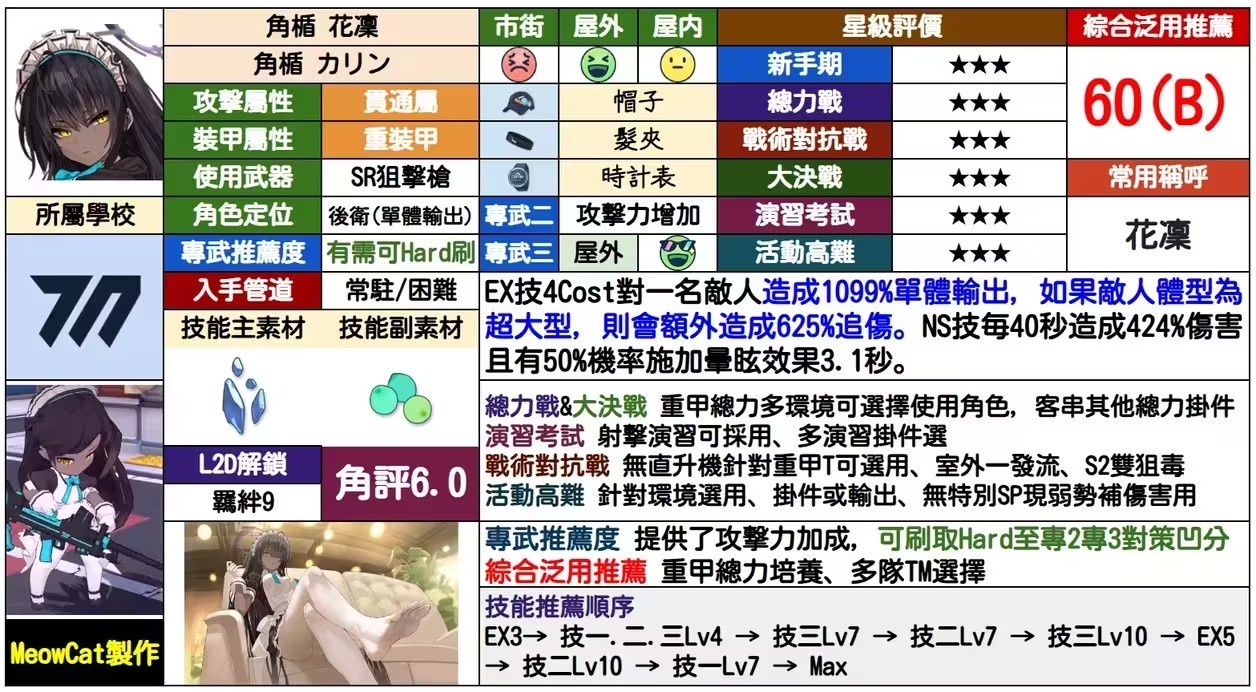 角楯 花凜
市街 屋外 屋内
星級評價
綜合泛用推薦
角楯 カリン
新手期 ★★★
60(B)
攻擊屬性 貫通屬
帽子
總力戰 ★★★
裝甲屬性 重裝甲
髮夾
戰術對抗戰 ★★★
使用武器 SR狙擊槍
時計表
大決戰 ★★★
常用稱呼
所屬學校
角色定位 後衛(單體輸出)
專武二 攻擊力增加
演習考試 ★★★
花凜
專武推薦度 有需可Hard刷
專武三 屋外
活動高難 ★★★
入手管道 常駐/困難
技能主素材 技能副素材
EX技4Cost對一名敵人造成1099%單體輸出, 如果敵人體型為
超大型, 則會額外造成625%追傷。NS技每40秒造成424%傷害
且有50%機率施加暈眩效果3.1秒。
總力戰&大決戰 重甲總力多環境可選擇使用角色, 客串其他總力掛件
演習考試 射擊演習可採用、多演習掛件選
戰術對抗戰 無直升機針對重甲T可選用、室外一發流、S2雙狙毒
活動高難 針對環境選用、掛件或輸出、無特別SP現弱勢補傷害用
L2D解鎖
羈絆9
角評6.0
專武推薦度 提供了攻擊力加成, 可刷取Hard至專2專3對策凹分
綜合泛用推薦 重甲總力培養、多隊TM選擇
技能推薦順序
EX3→ 技一.二.三Lv4 → 技三Lv7 → 技二Lv7 → 技三Lv10 → EX5
→ 技二Lv10 → 技一Lv7 → Max
MeowCat製作